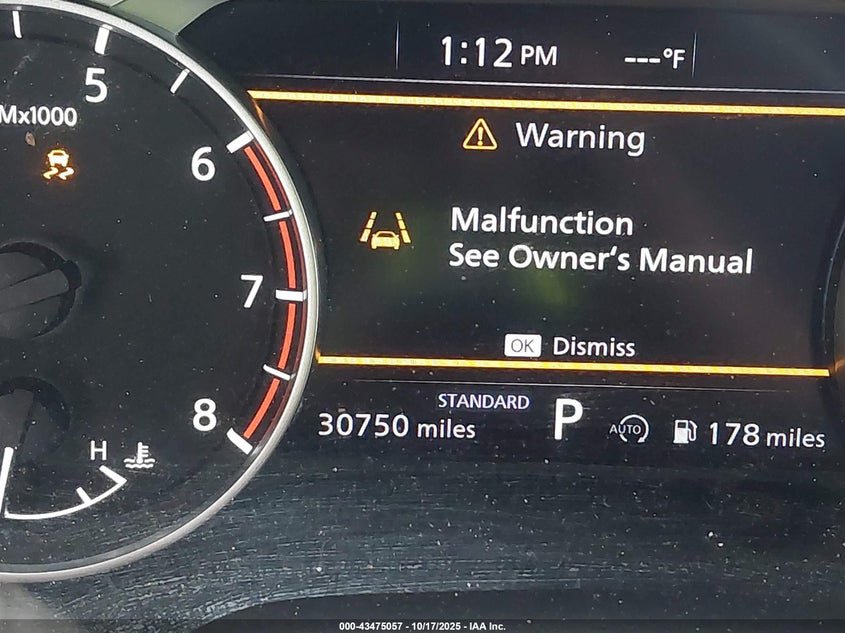 1:12 PM
---°F
5
Mx1000
6
7
8
H
Warning
Malfunction
See Owner's Manual
OK Dismiss
STANDARD
30750 miles
P
AUTO
178 miles
000-43475057 - 10/17/2025 - IAA Inc.